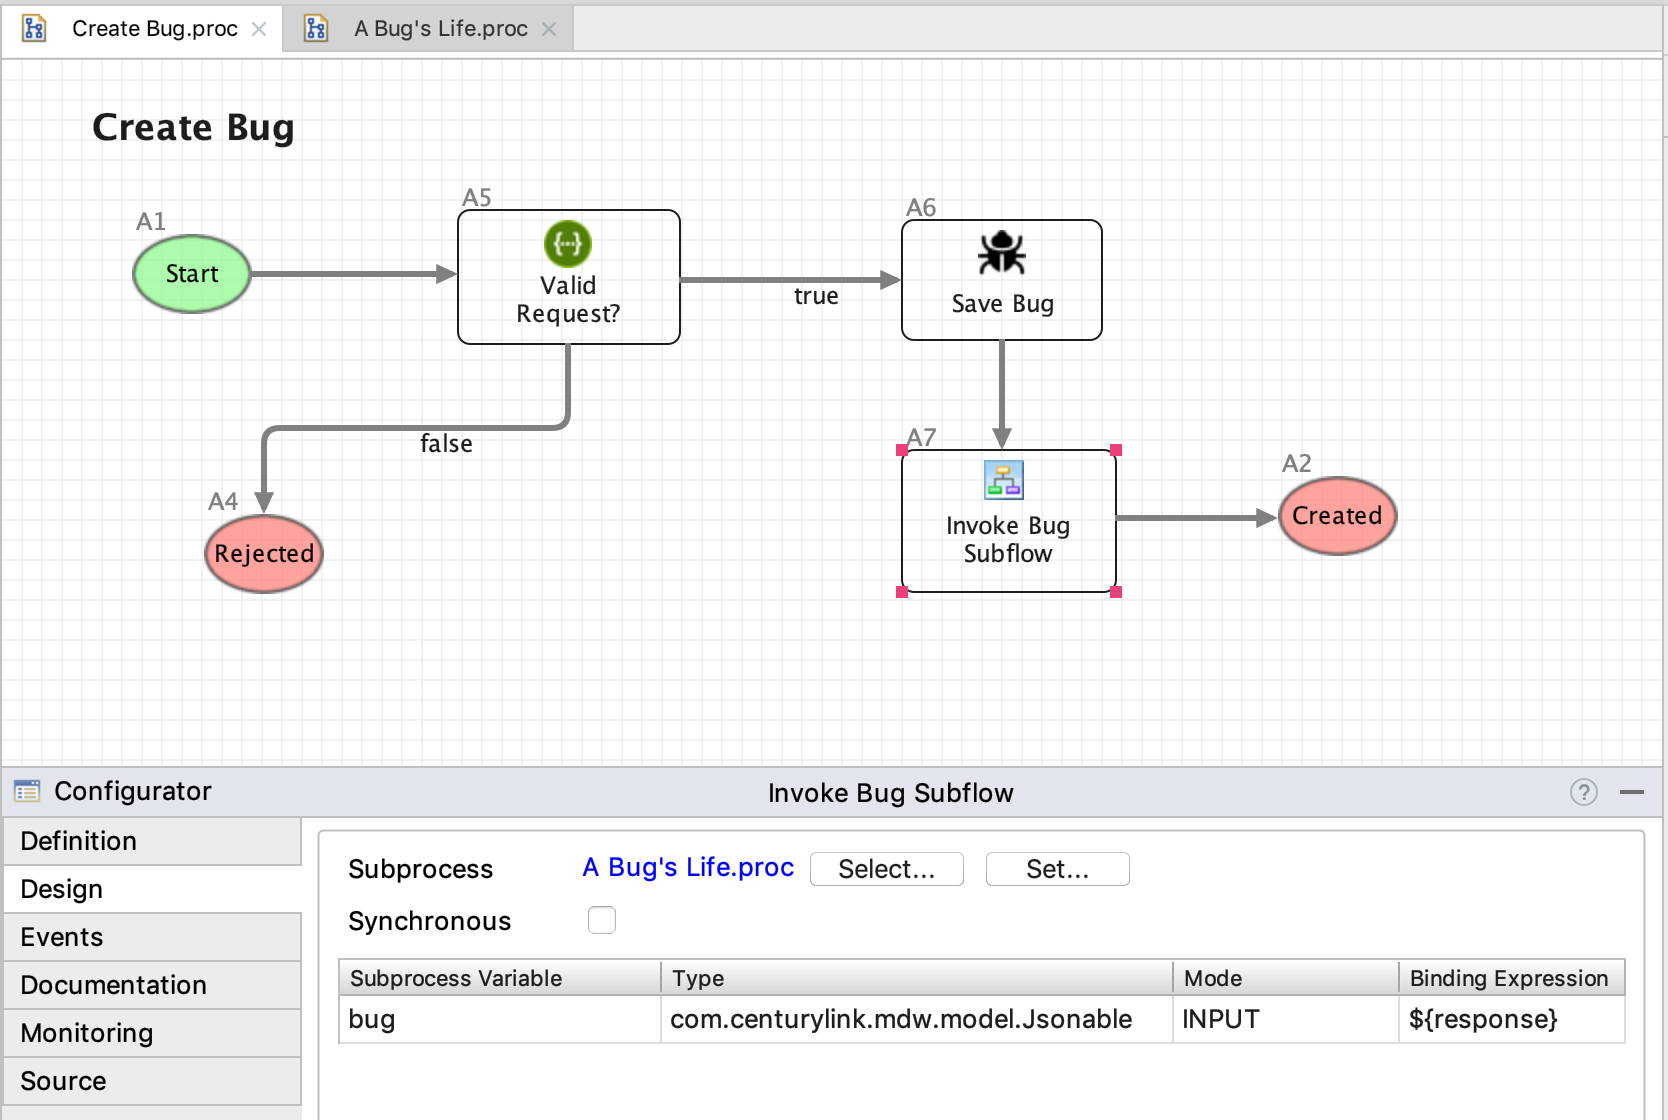 Create Bug.proc
A Bug's Life.proc
Create Bug
A1
Start
A5
Valid
Request?
true
A6
Save Bug
false
A4
Rejected
A7
Invoke Bug
Subflow
A2
Created
Configurator
Invoke Bug Subflow
?
Definition
Design
Events
Documentation
Monitoring
Source
Subprocess
A Bug's Life.proc
Select...
Set...
Synchronous
Subprocess Variable
Type
Mode
Binding Expression
bug
com.centurylink.mdw.model.Jsonable
INPUT
${response}